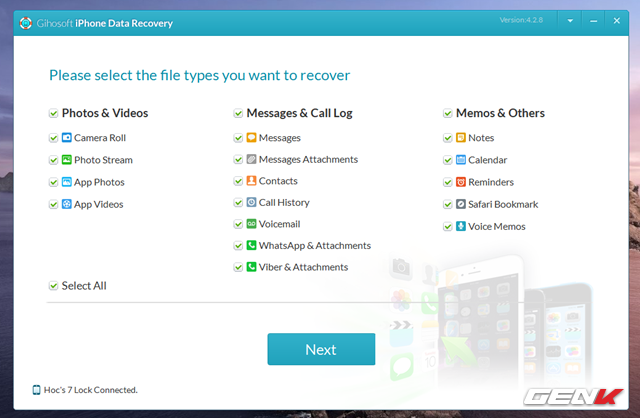 Gihosoft iPhone Data Recovery
Version:4.2.8
Please select the file types you want to recover
Photos & Videos
Camera Roll
Photo Stream
App Photos
App Videos
Messages & Call Log
Messages
Messages Attachments
Contacts
Call History
Voicemail
WhatsApp & Attachments
Viber & Attachments
Memos & Others
Notes
Calendar
Reminders
Safari Bookmark
Voice Memos
Select All
Next
Hoc's 7 Lock Connected.
GENK